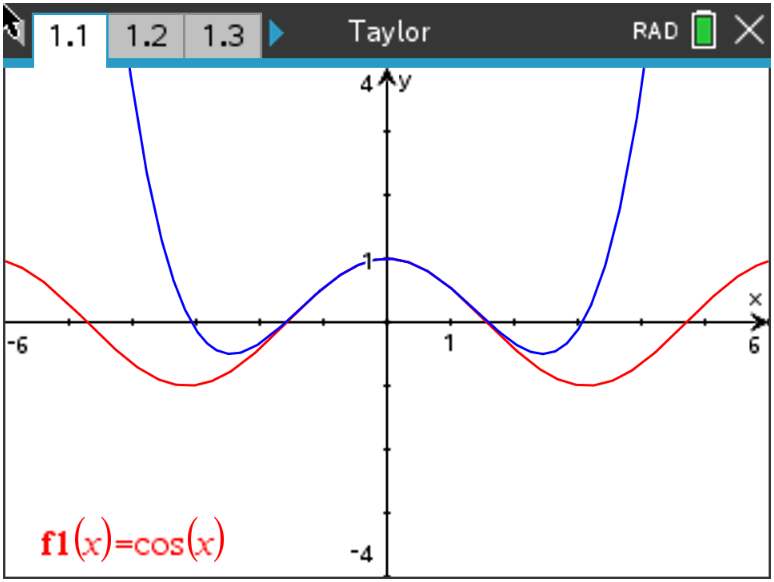 1.1 1.2 1.3 Taylor RAD
4 y
1
x
-6 1 6
-4
f1(x)=cos(x)